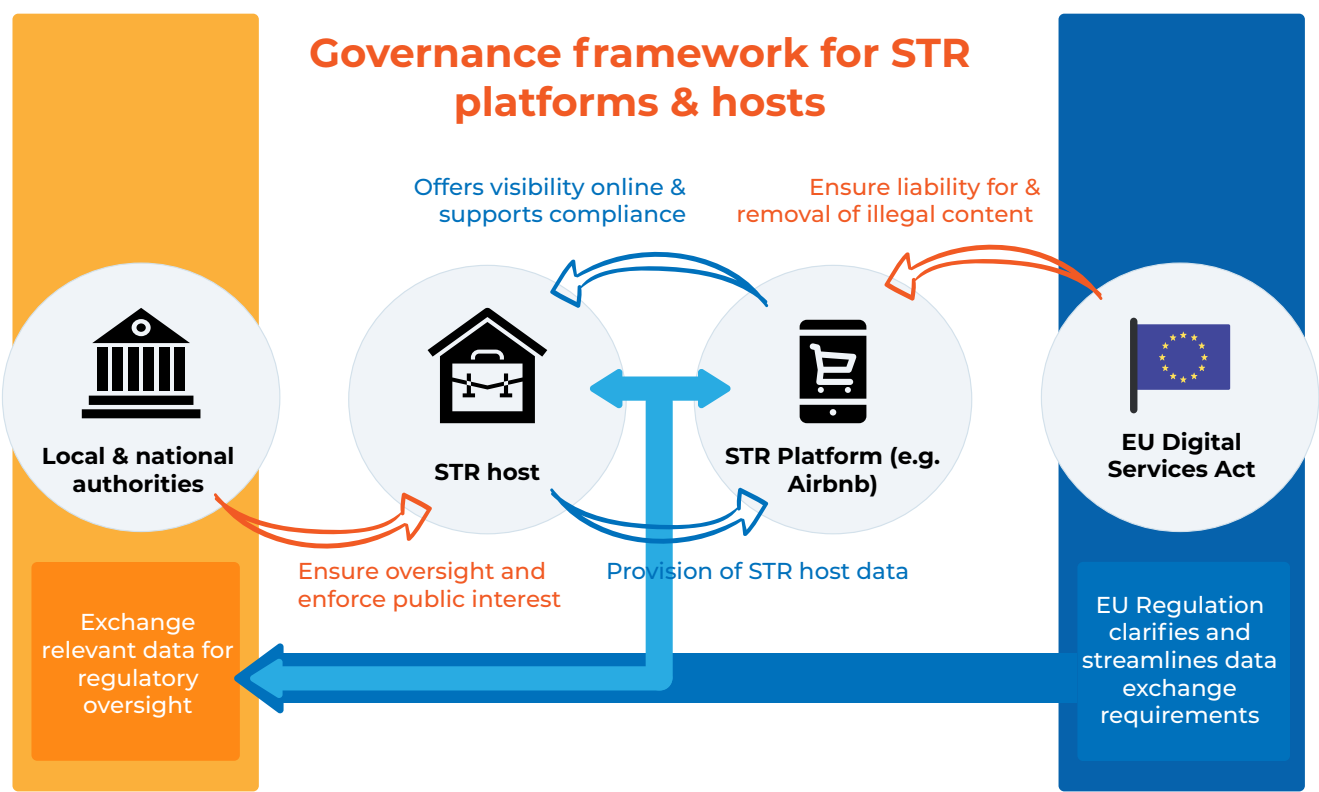 Governance framework for STR
platforms & hosts
Offers visibility online &
supports compliance
Ensure liability for &
removal of illegal content
Local & national
authorities
STR host
STR Platform (e.g.
Airbnb)
EU Digital
Services Act
Ensure oversight and
enforce public interest
Provision of STR host data
Exchange
relevant data for
regulatory
oversight
EU Regulation
clarifies and
streamlines data
exchange
requirements